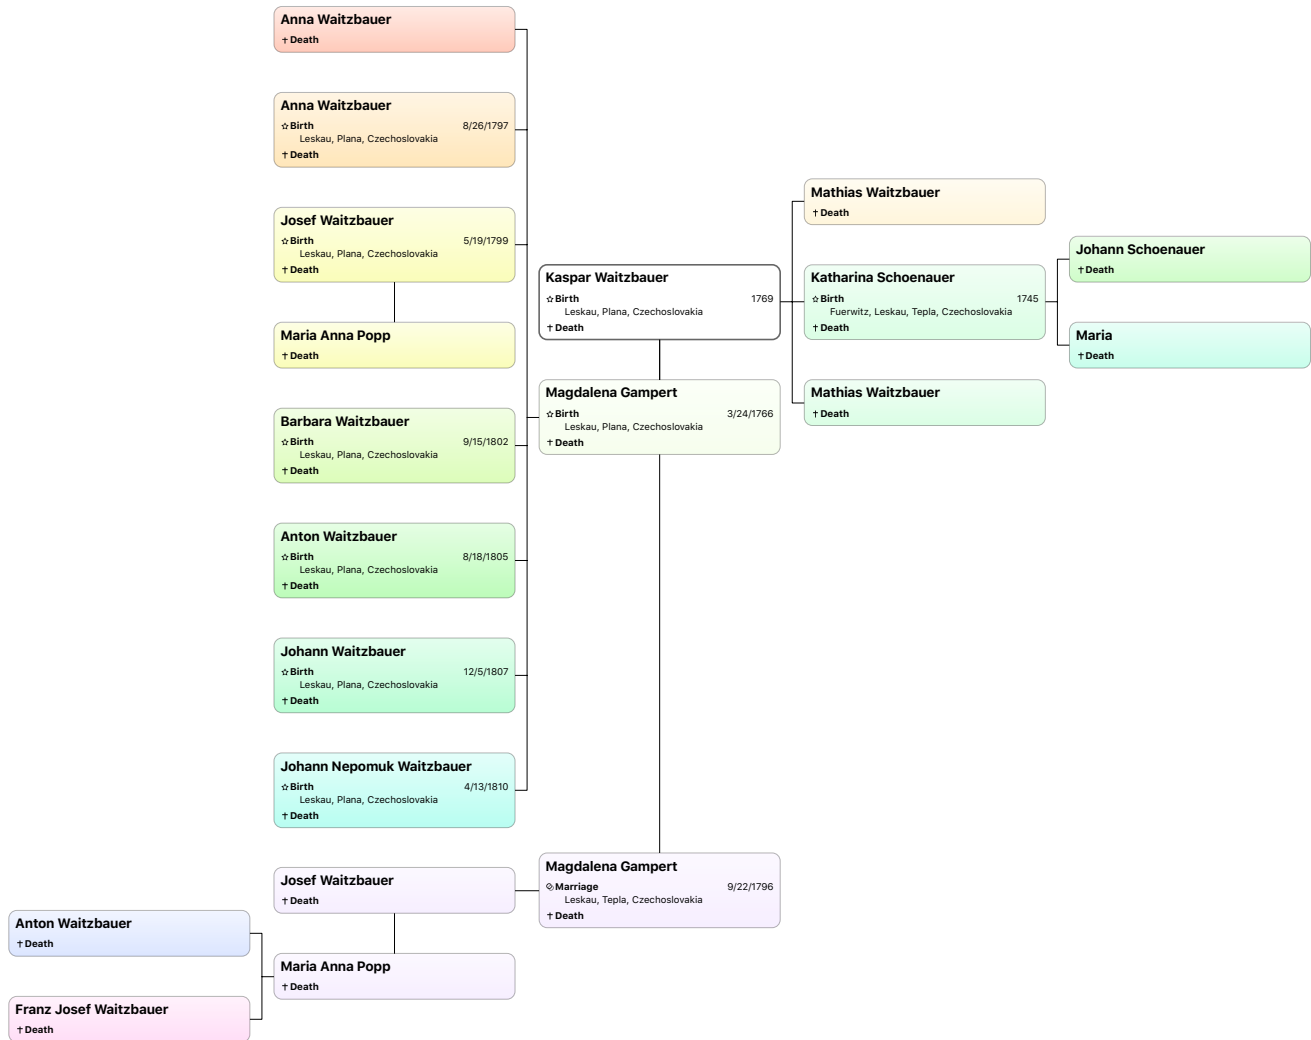 Anna Waitzbauer
† Death
Anna Waitzbauer
☆ Birth 8/26/1797
Leskau, Plana, Czechoslovakia
† Death
Josef Waitzbauer
☆ Birth 5/19/1799
Leskau, Plana, Czechoslovakia
† Death
Maria Anna Popp
† Death
Barbara Waitzbauer
☆ Birth 9/15/1802
Leskau, Plana, Czechoslovakia
† Death
Anton Waitzbauer
☆ Birth 8/18/1805
Leskau, Plana, Czechoslovakia
† Death
Johann Waitzbauer
☆ Birth 12/5/1807
Leskau, Plana, Czechoslovakia
† Death
Johann Nepomuk Waitzbauer
☆ Birth 4/13/1810
Leskau, Plana, Czechoslovakia
† Death
Josef Waitzbauer
† Death
Maria Anna Popp
† Death
Anton Waitzbauer
† Death
Franz Josef Waitzbauer
† Death
Kaspar Waitzbauer
☆ Birth 1769
Leskau, Plana, Czechoslovakia
† Death
Magdalena Gampert
☆ Birth 3/24/1766
Leskau, Plana, Czechoslovakia
† Death
Magdalena Gampert
⚭ Marriage 9/22/1796
Leskau, Tepla, Czechoslovakia
† Death
Mathias Waitzbauer
† Death
Katharina Schoenauer
☆ Birth 1745
Fuerwitz, Leskau, Tepla, Czechoslovakia
† Death
Mathias Waitzbauer
† Death
Johann Schoenauer
† Death
Maria
† Death